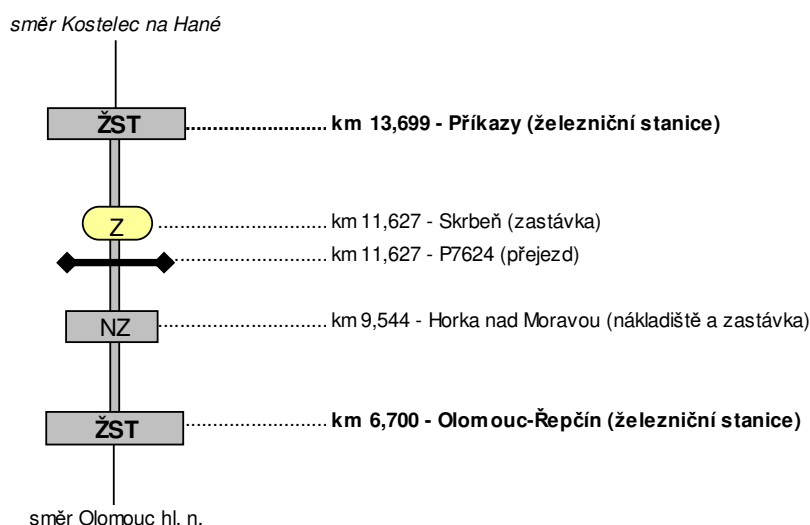 směr Kostelec na Hané
ŽST km 13,699 - Příkazy (železniční stanice)
Z km 11,627 - Skrbeň (zastávka)
km 11,627 - P7624 (přejezd)
NZ km 9,544 - Horka nad Moravou (nákladiště a zastávka)
ŽST km 6,700 - Olomouc-Řepčín (železniční stanice)
směr Olomouc hl. n.